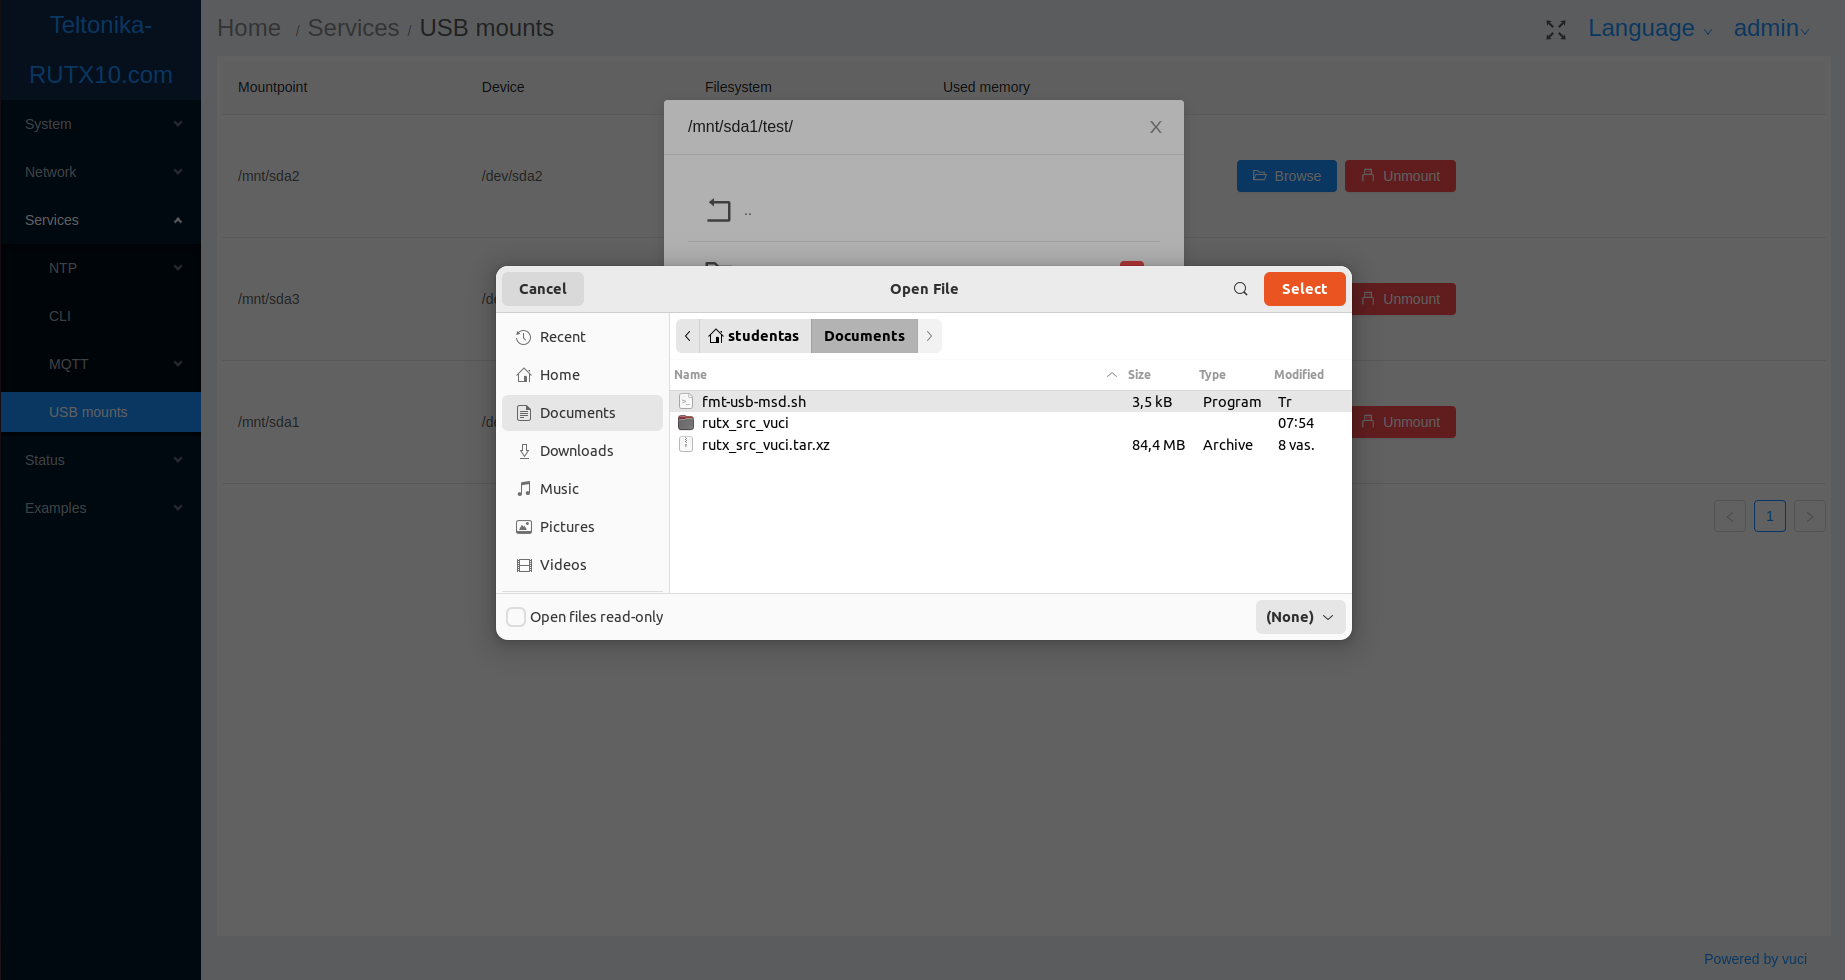 Teltonika-
RUTX10.com
Home / Services / USB mounts
Language
admin
System
Network
Services
NTP
CLI
MQTT
USB mounts
Status
Examples
Mountpoint Device Filesystem Used memory
/mnt/sda2 /dev/sda2 Browse Unmount
/mnt/sda3 Unmount
/mnt/sda1 Unmount
< 1 >
/mnt/sda1/test/ X
..
Cancel Open File Select
Recent
Home
Documents
Downloads
Music
Pictures
Videos
studentas Documents
Name Size Type Modified
fmt-usb-msd.sh 3,5 kB Program Tr
rutx_src_vuci 07:54
rutx_src_vuci.tar.xz 84,4 MB Archive 8 vas.
Open files read-only (None)
Powered by vuci